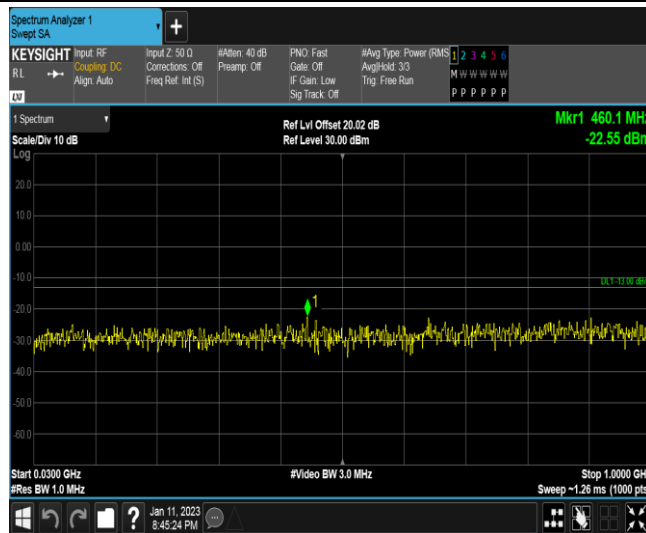 Spectrum Analyzer 1
Swept SA
+
KEYSIGHT
RL
LXI
Input: RF
Coupling: DC
Align: Auto
Input Z: 50 Ω
Corrections: Off
Freq Ref: Int (S)
#Atten: 40 dB
Preamp: Off
PNO: Fast
Gate: Off
IF Gain: Low
Sig Track: Off
#Avg Type: Power (RMS
Avg|Hold: 3/3
Trig: Free Run
1 2 3 4 5 6
M W W W W W
P P P P P P
1 Spectrum
Scale/Div 10 dB
Log
Ref Lvl Offset 20.02 dB
Ref Level 30.00 dBm
Mkr1 460.1 MHz
-22.55 dBm
20.0
10.0
0.00
-10.0
-20.0
-30.0
-40.0
-50.0
-60.0
DL1 -13.00 dBm
1
Start 0.0300 GHz
#Res BW 1.0 MHz
#Video BW 3.0 MHz
Stop 1.0000 GHz
Sweep ~1.26 ms (1000 pts)
?
Jan 11, 2023
8:45:24 PM